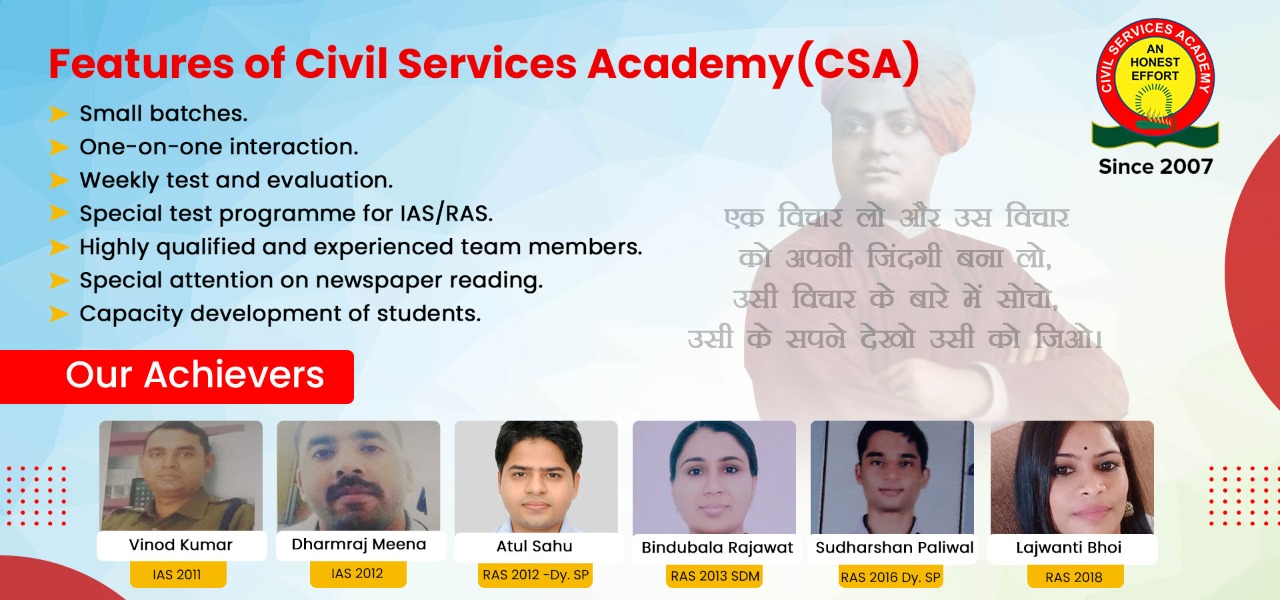 Features of Civil Services Academy(CSA)
Small batches.
One-on-one interaction.
Weekly test and evaluation.
Special test programme for IAS/RAS.
Highly qualified and experienced team members.
Special attention on newspaper reading.
Capacity development of students.
CIVIL SERVICES ACADEMY
AN
HONEST
EFFORT
Since 2007
एक विचार लो और उस विचार
को अपनी जिंदगी बना लो,
उसी विचार के बारे में सोचो,
उसी के सपने देखो उसी को जिओ।
Our Achievers
Vinod Kumar
IAS 2011
Dharmraj Meena
IAS 2012
Atul Sahu
RAS 2012 -Dy. SP
Bindubala Rajawat
RAS 2013 SDM
Sudharshan Paliwal
RAS 2016 Dy. SP
Lajwanti Bhoi
RAS 2018